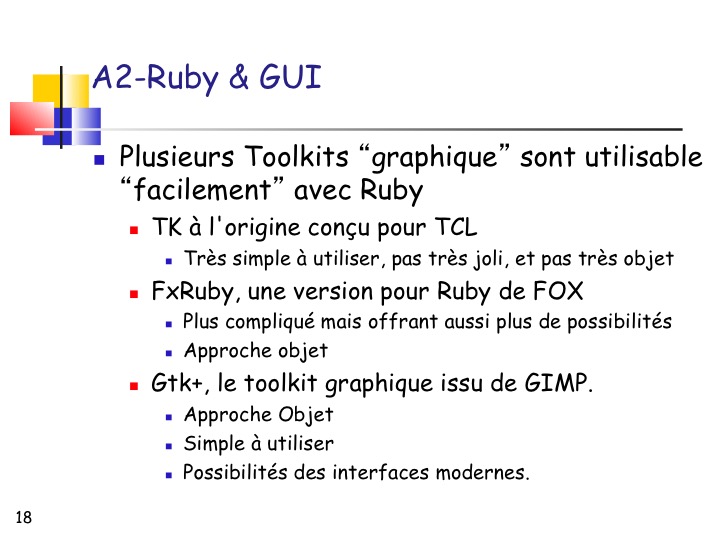 A2-Ruby & GUI
Plusieurs Toolkits “graphique” sont utilisable
“facilement” avec Ruby
TK à l'origine conçu pour TCL
Très simple à utiliser, pas très joli, et pas très objet
FxRuby, une version pour Ruby de FOX
Plus compliqué mais offrant aussi plus de possibilités
Approche objet
Gtk+, le toolkit graphique issu de GIMP.
Approche Objet
Simple à utiliser
Possibilités des interfaces modernes.
18